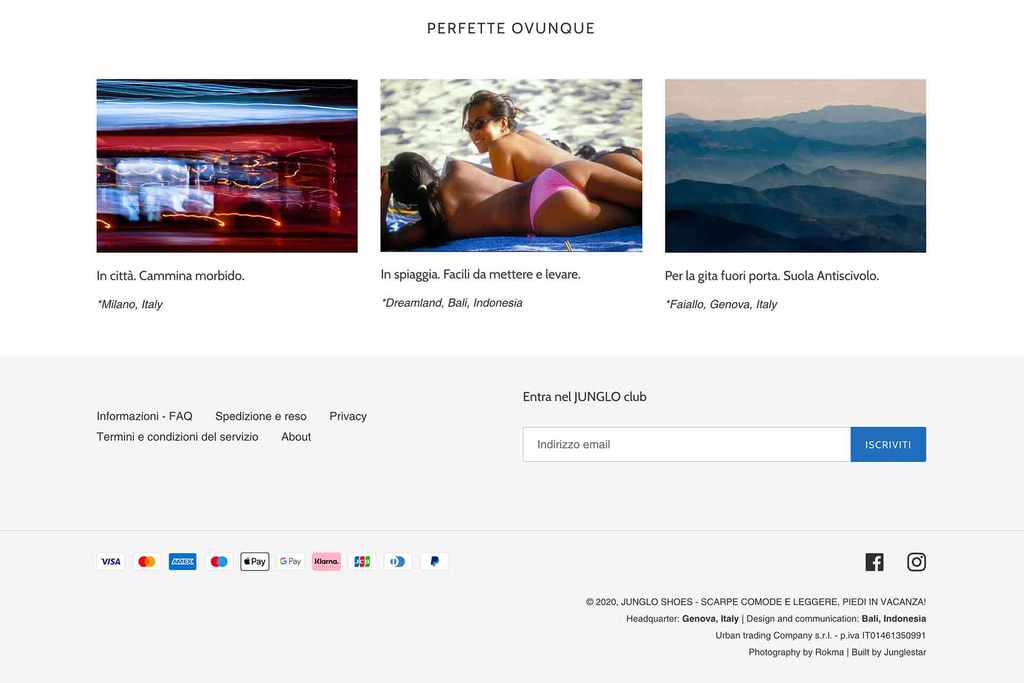 PERFETTE OVUNQUE
In città. Cammina morbido.
*Milano, Italy
In spiaggia. Facili da mettere e levare.
*Dreamland, Bali, Indonesia
Per la gita fuori porta. Suola Antiscivolo.
*Faiallo, Genova, Italy
Informazioni - FAQ Spedizione e reso Privacy
Termini e condizioni del servizio About
Entra nel JUNGLO club
Indirizzo email ISCRIVITI
VISA AMEX Pay G Pay Klarna. JCB
© 2020, JUNGLO SHOES - SCARPE COMODE E LEGGERE, PIEDI IN VACANZA!
Headquarter: Genova, Italy | Design and communication: Bali, Indonesia
Urban trading Company s.r.l. - p.iva IT01461350991
Photography by Rokma | Built by Junglestar